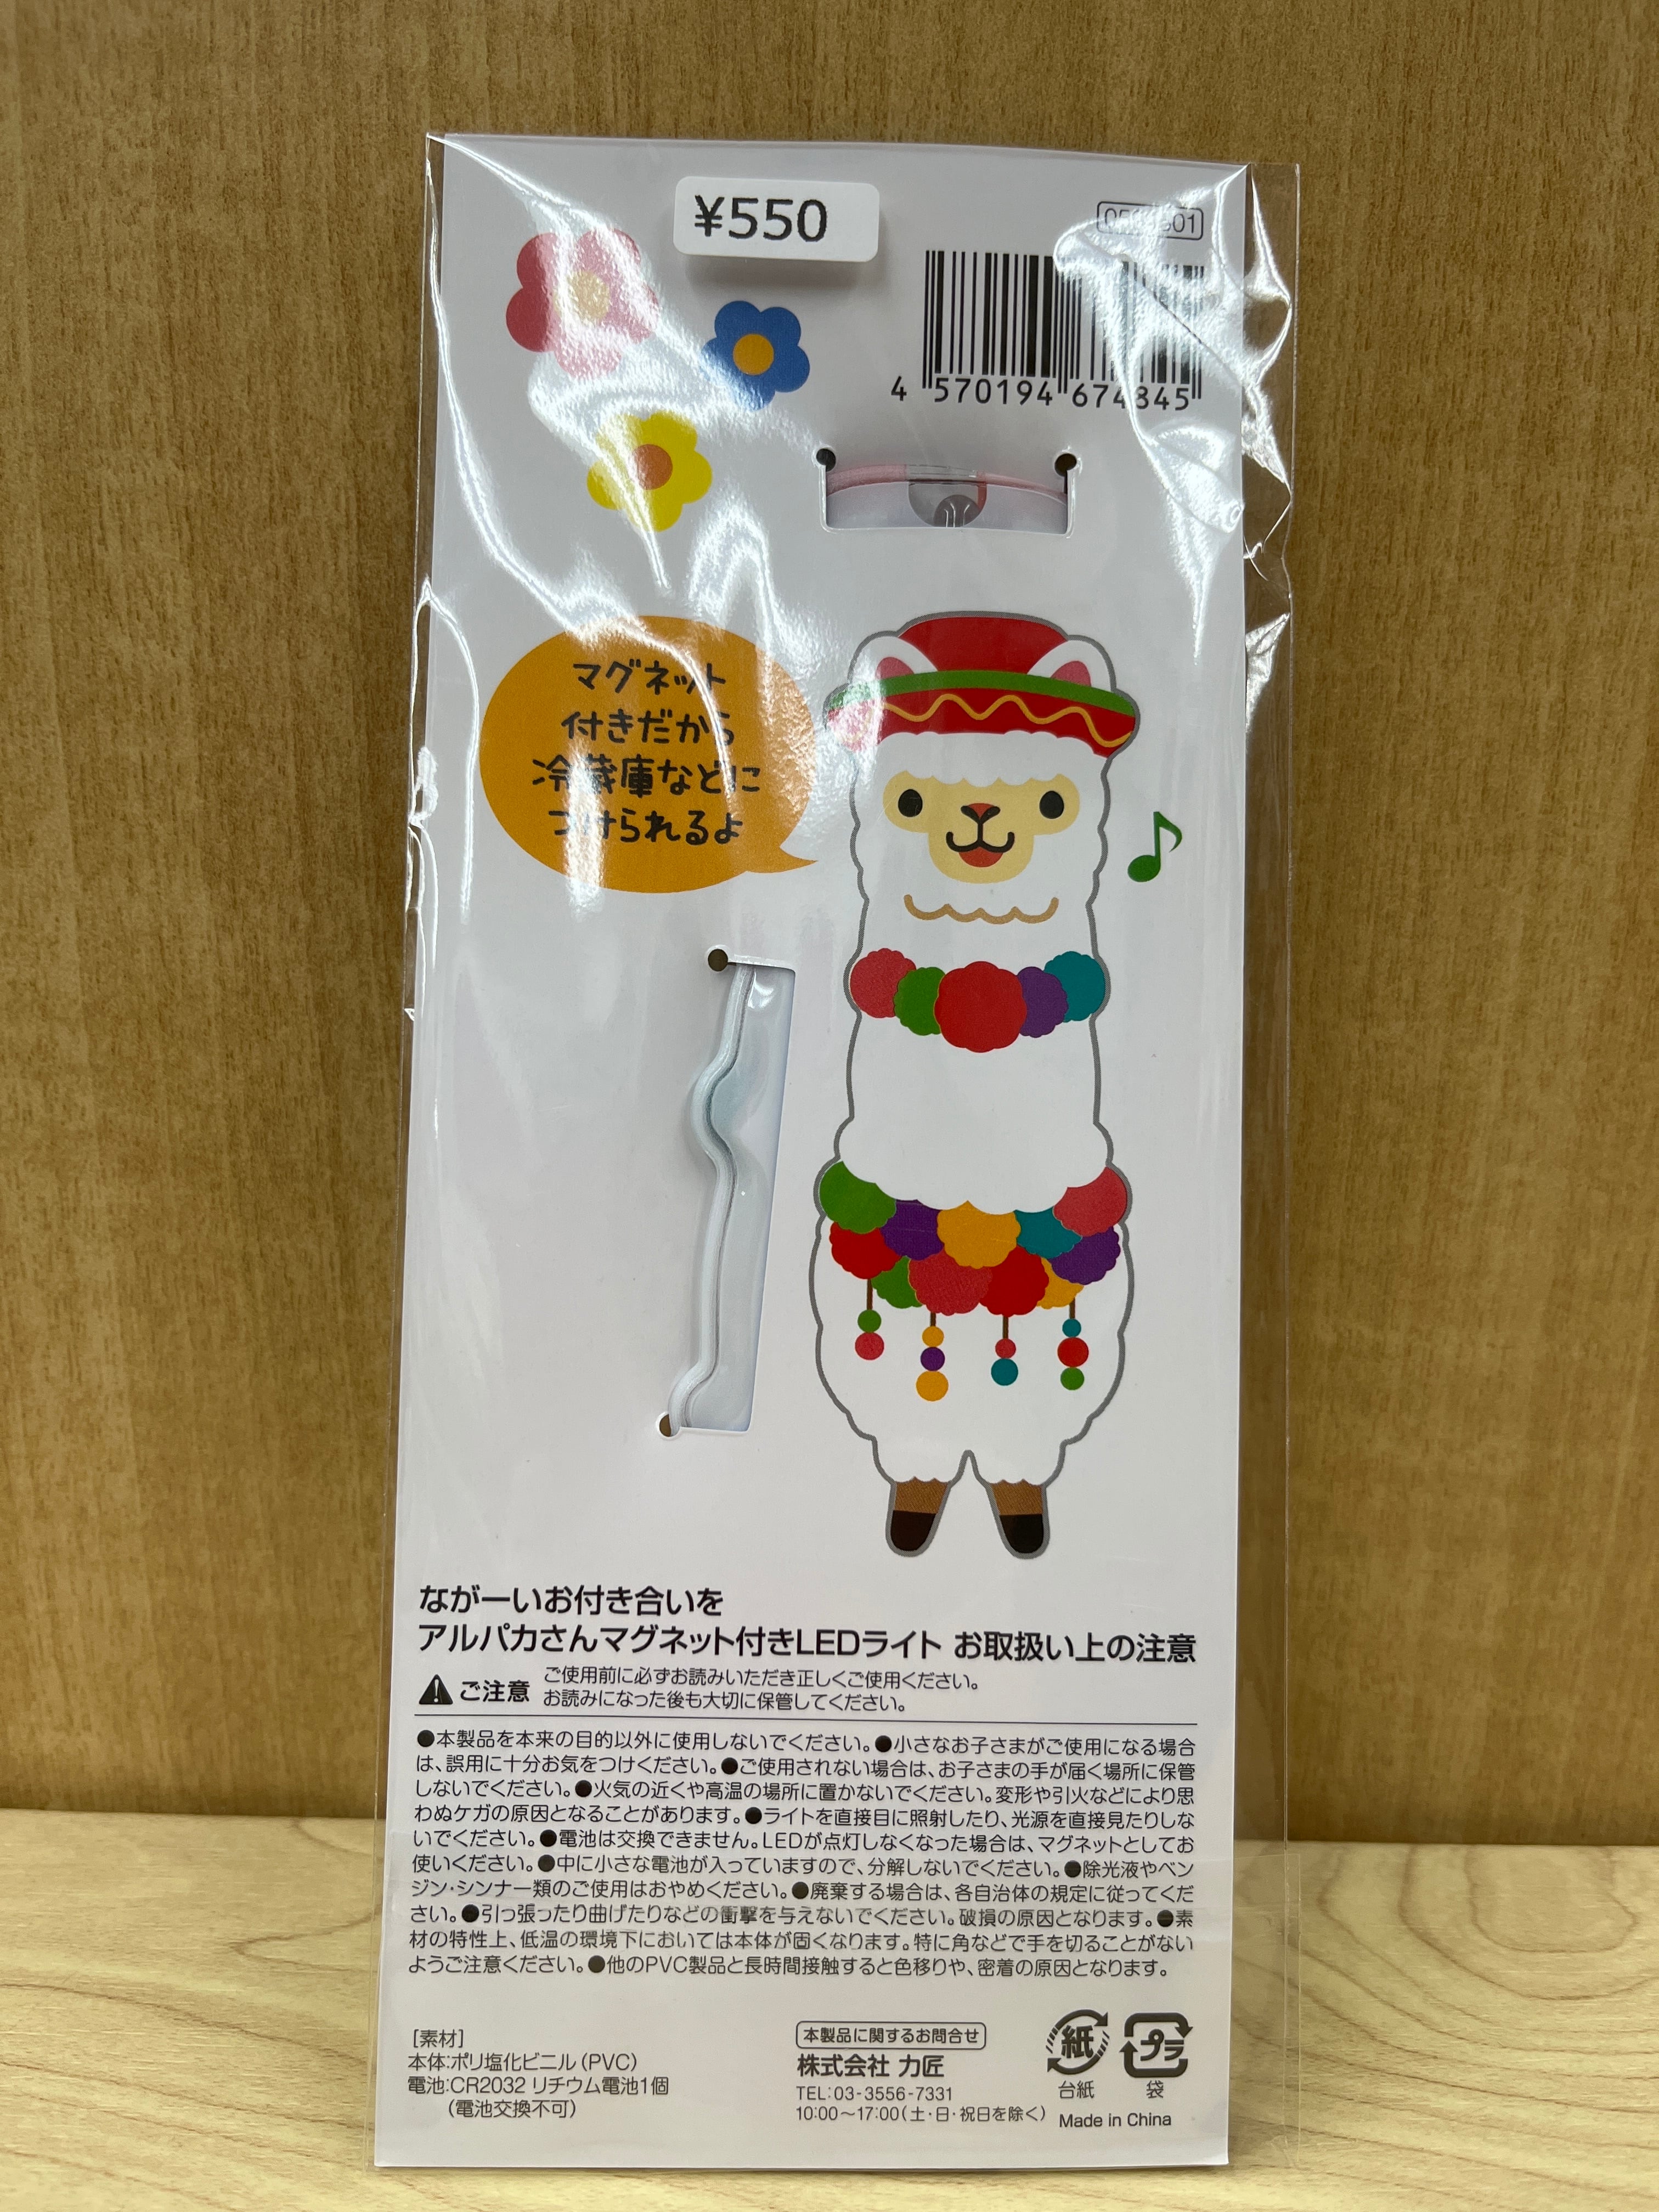 ¥550
4 570194 674845
マグネット
付きだから
冷蔵庫などに
つけられるよ
ながーいお付き合いを
アルパカさんマグネット付きLEDライト お取扱い上の注意
ご注意 ご使用前に必ずお読みいただき正しくご使用ください。
お読みになった後も大切に保管してください。
●本製品を本来の目的以外に使用しないでください。●小さなお子さまがご使用になる場合
は、誤用に十分お気をつけください。●ご使用されない場合は、お子さまの手が届く場所に保管
しないでください。●火気の近くや高温の場所に置かないでください。変形や引火などにより思
わぬケガの原因となることがあります。●ライトを直接目に照射したり、光源を直接見たりしな
いでください。●電池は交換できません。LEDが点灯しなくなった場合は、マグネットとしてお
使いください。●中に小さな電池が入っていますので、分解しないでください。●除光液やベン
ジン・シンナー類のご使用はおやめください。●廃棄する場合は、各自治体の規定に従ってくだ
さい。●引っ張ったり曲げたりなどの衝撃を与えないでください。破損の原因となります。●素
材の特性上、低温の環境下においては本体が固くなります。特に角などで手を切ることがない
ようご注意ください。●他のPVC製品と長時間接触すると色移りや、密着の原因となります。
[素材]
本体:ポリ塩化ビニル(PVC)
電池:CR2032 リチウム電池1個
(電池交換不可)
本製品に関するお問合せ
株式会社 力匠
TEL:03-3556-7331
10:00〜17:00(土・日・祝日を除く)
紙
台紙
プラ
袋
Made in China